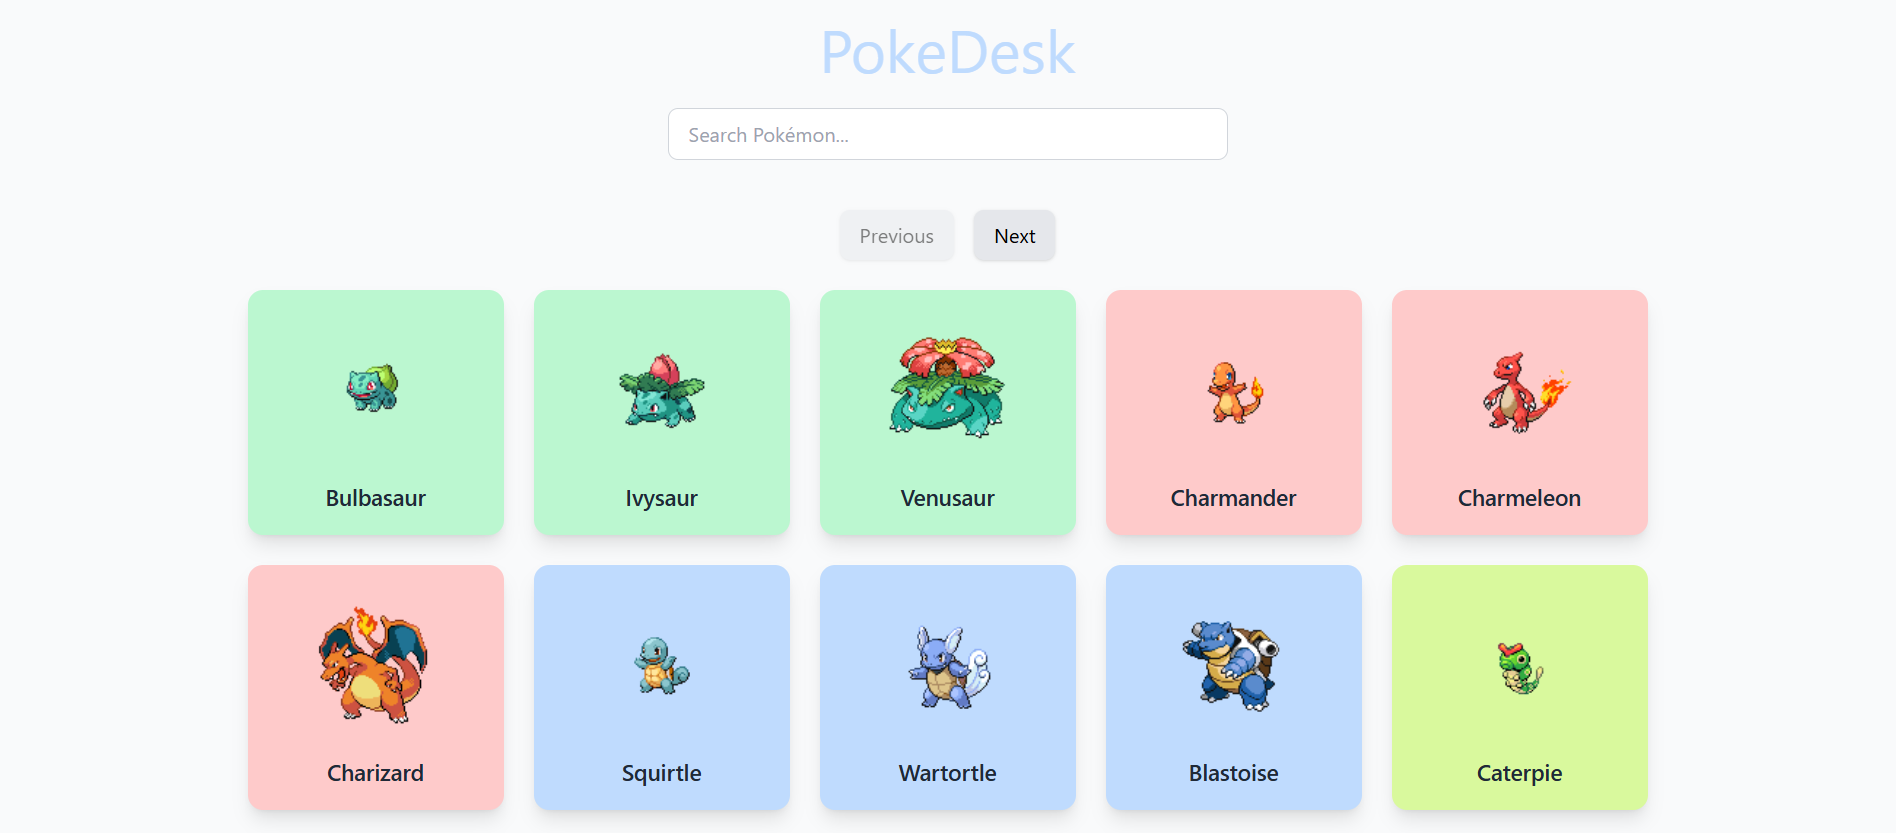 PokeDesk
Search Pokémon...
Previous Next
Bulbasaur Ivysaur Venusaur Charmander Charmeleon
Charizard Squirtle Wartortle Blastoise Caterpie